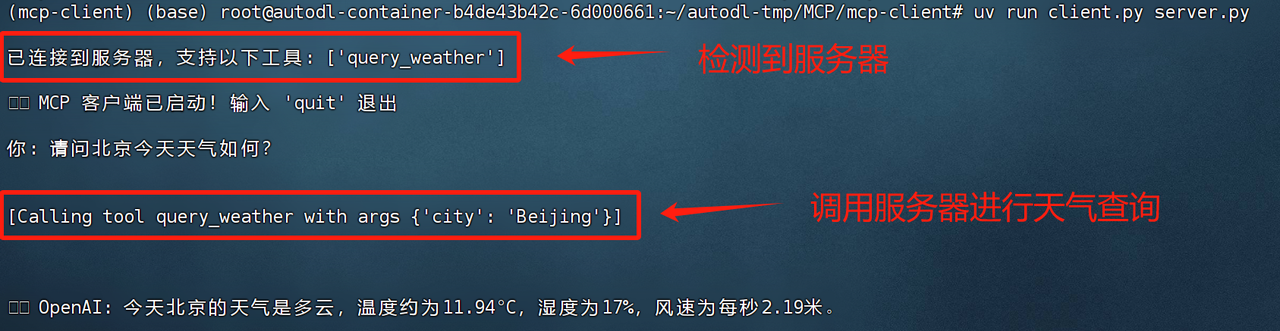 (mcp-client) (base) root@autodl-container-b4de43b42c-6d000661:~/autodl-tmp/MCP/mcp-client# uv run client.py server.py
已连接到服务器，支持以下工具：['query_weather']
检测到服务器
MCP 客户端已启动！输入 'quit' 退出
你: 请问北京今天天气如何？
[Calling tool query_weather with args {'city': 'Beijing'}]
调用服务器进行天气查询
OpenAI: 今天北京的天气是多云，温度约为11.94°C，湿度为17%，风速为每秒2.19米。